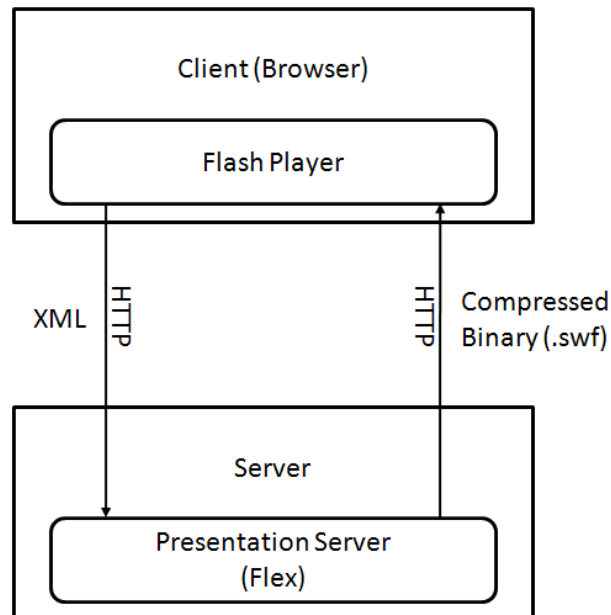 Client (Browser)
Flash Player
XML
HTTP
HTTP
Compressed
Binary (.swf)
Server
Presentation Server
(Flex)